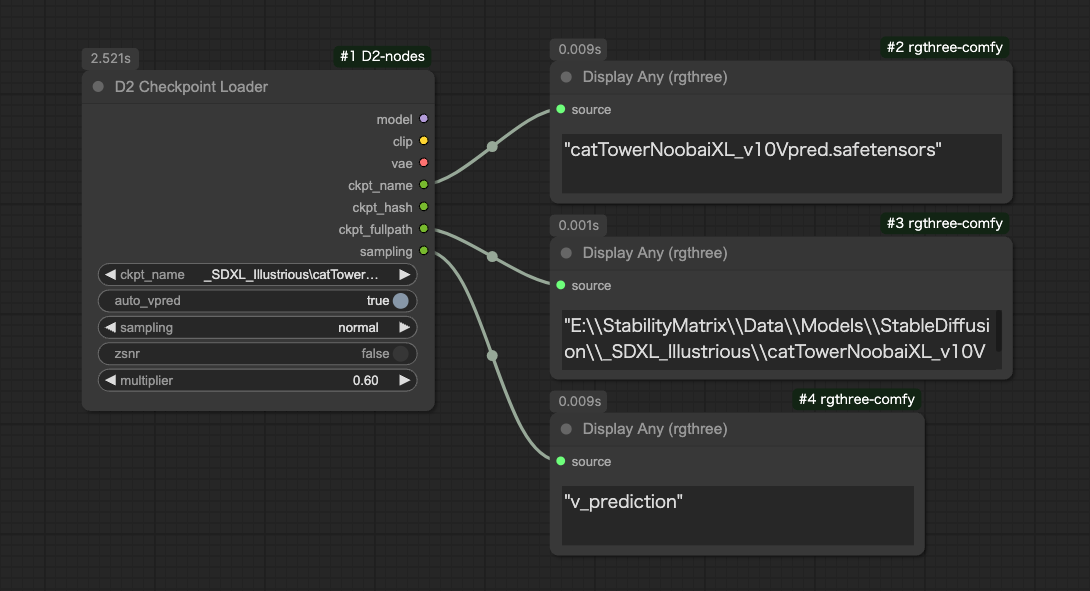 2.521s
#1 D2-nodes
D2 Checkpoint Loader
model
clip
vae
ckpt_name
ckpt_hash
ckpt_fullpath
sampling
ckpt_name _SDXL_Illustrious\catTower...
auto_vpred true
sampling normal
zsnr false
multiplier 0.60
0.009s
#2 rgthree-comfy
Display Any (rgthree)
source
"catTowerNoobaiXL_v10Vpred.safetensors"
0.001s
#3 rgthree-comfy
Display Any (rgthree)
source
"E:\\StabilityMatrix\\Data\\Models\\StableDiffusi
on\\_SDXL_Illustrious\\catTowerNoobaiXL_v10V
0.009s
#4 rgthree-comfy
Display Any (rgthree)
source
"v_prediction"